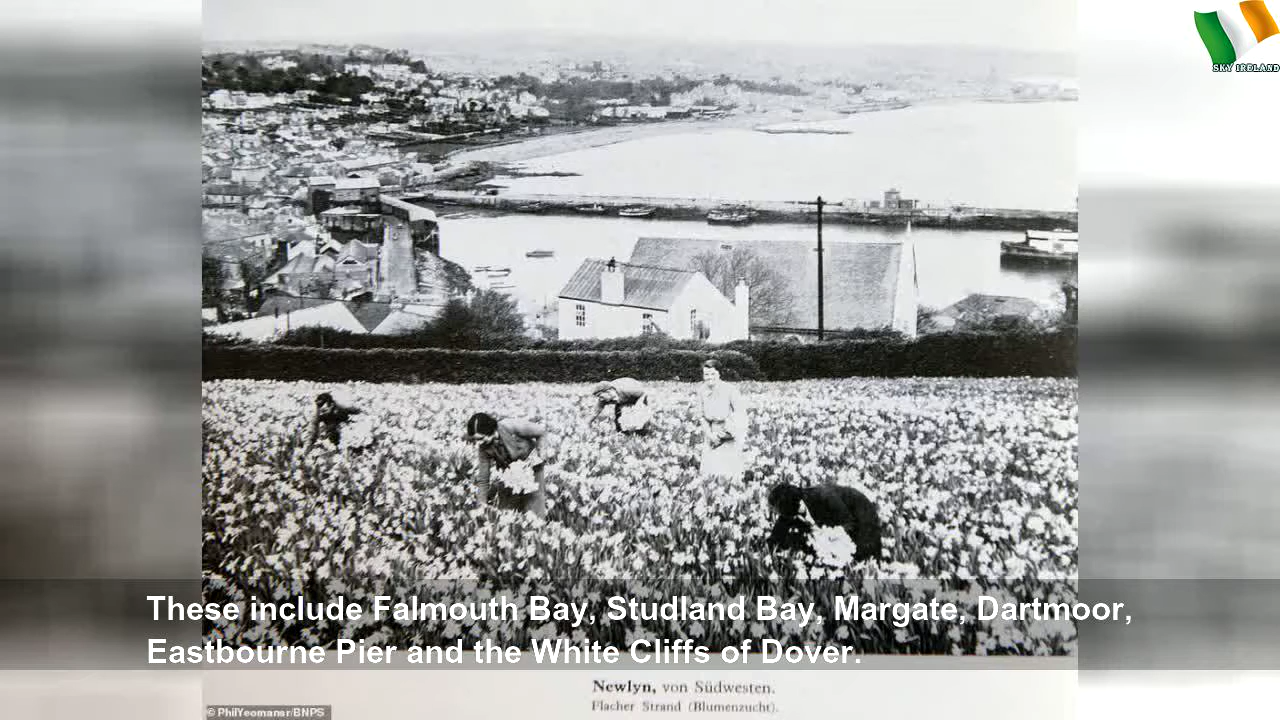 SKY IRELAND
These include Falmouth Bay, Studland Bay, Margate, Dartmoor,
Eastbourne Pier and the White Cliffs of Dover.
Newlyn, von Südwesten.
Flacher Strand (Blumenzucht).
© PhilYeomansr/BNPS